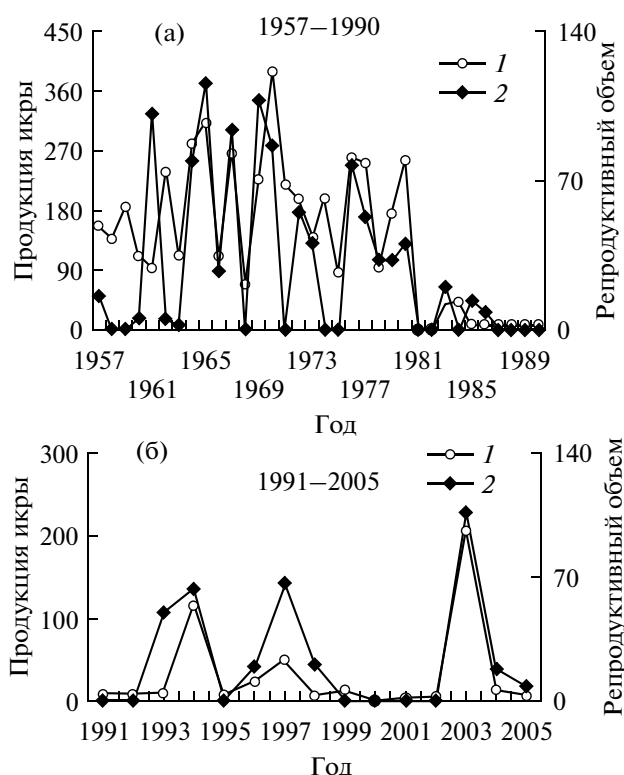 450
(а)
1957–1990
140
1
360
2
270
70
180
90
0
0
Продукция икры
Репродуктивный объем
1957 1965 1973 1981 1989
1961 1969 1977 1985
Год
300
(б)
1
140
2
1991–2005
200
70
100
0
0
Продукция икры
Репродуктивный объем
1991 1993 1995 1997 1999 2001 2003 2005
Год